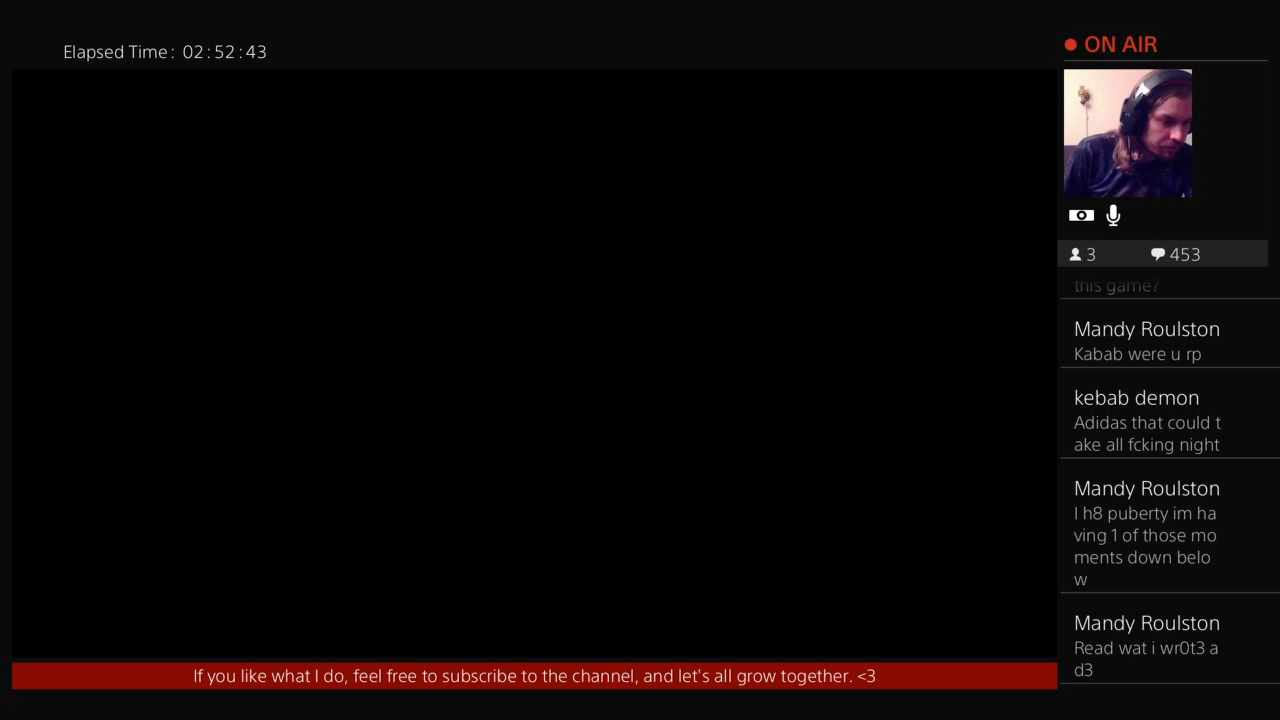 Elapsed Time: 02:52:43
ON AIR
3 453
this game?
Mandy Roulston
Kabab were u rp
kebab demon
Adidas that could t
ake all fcking night
Mandy Roulston
I h8 puberty im ha
ving 1 of those mo
ments down belo
w
Mandy Roulston
Read wat i wr0t3 a
d3
If you like what I do, feel free to subscribe to the channel, and let's all grow together. <3